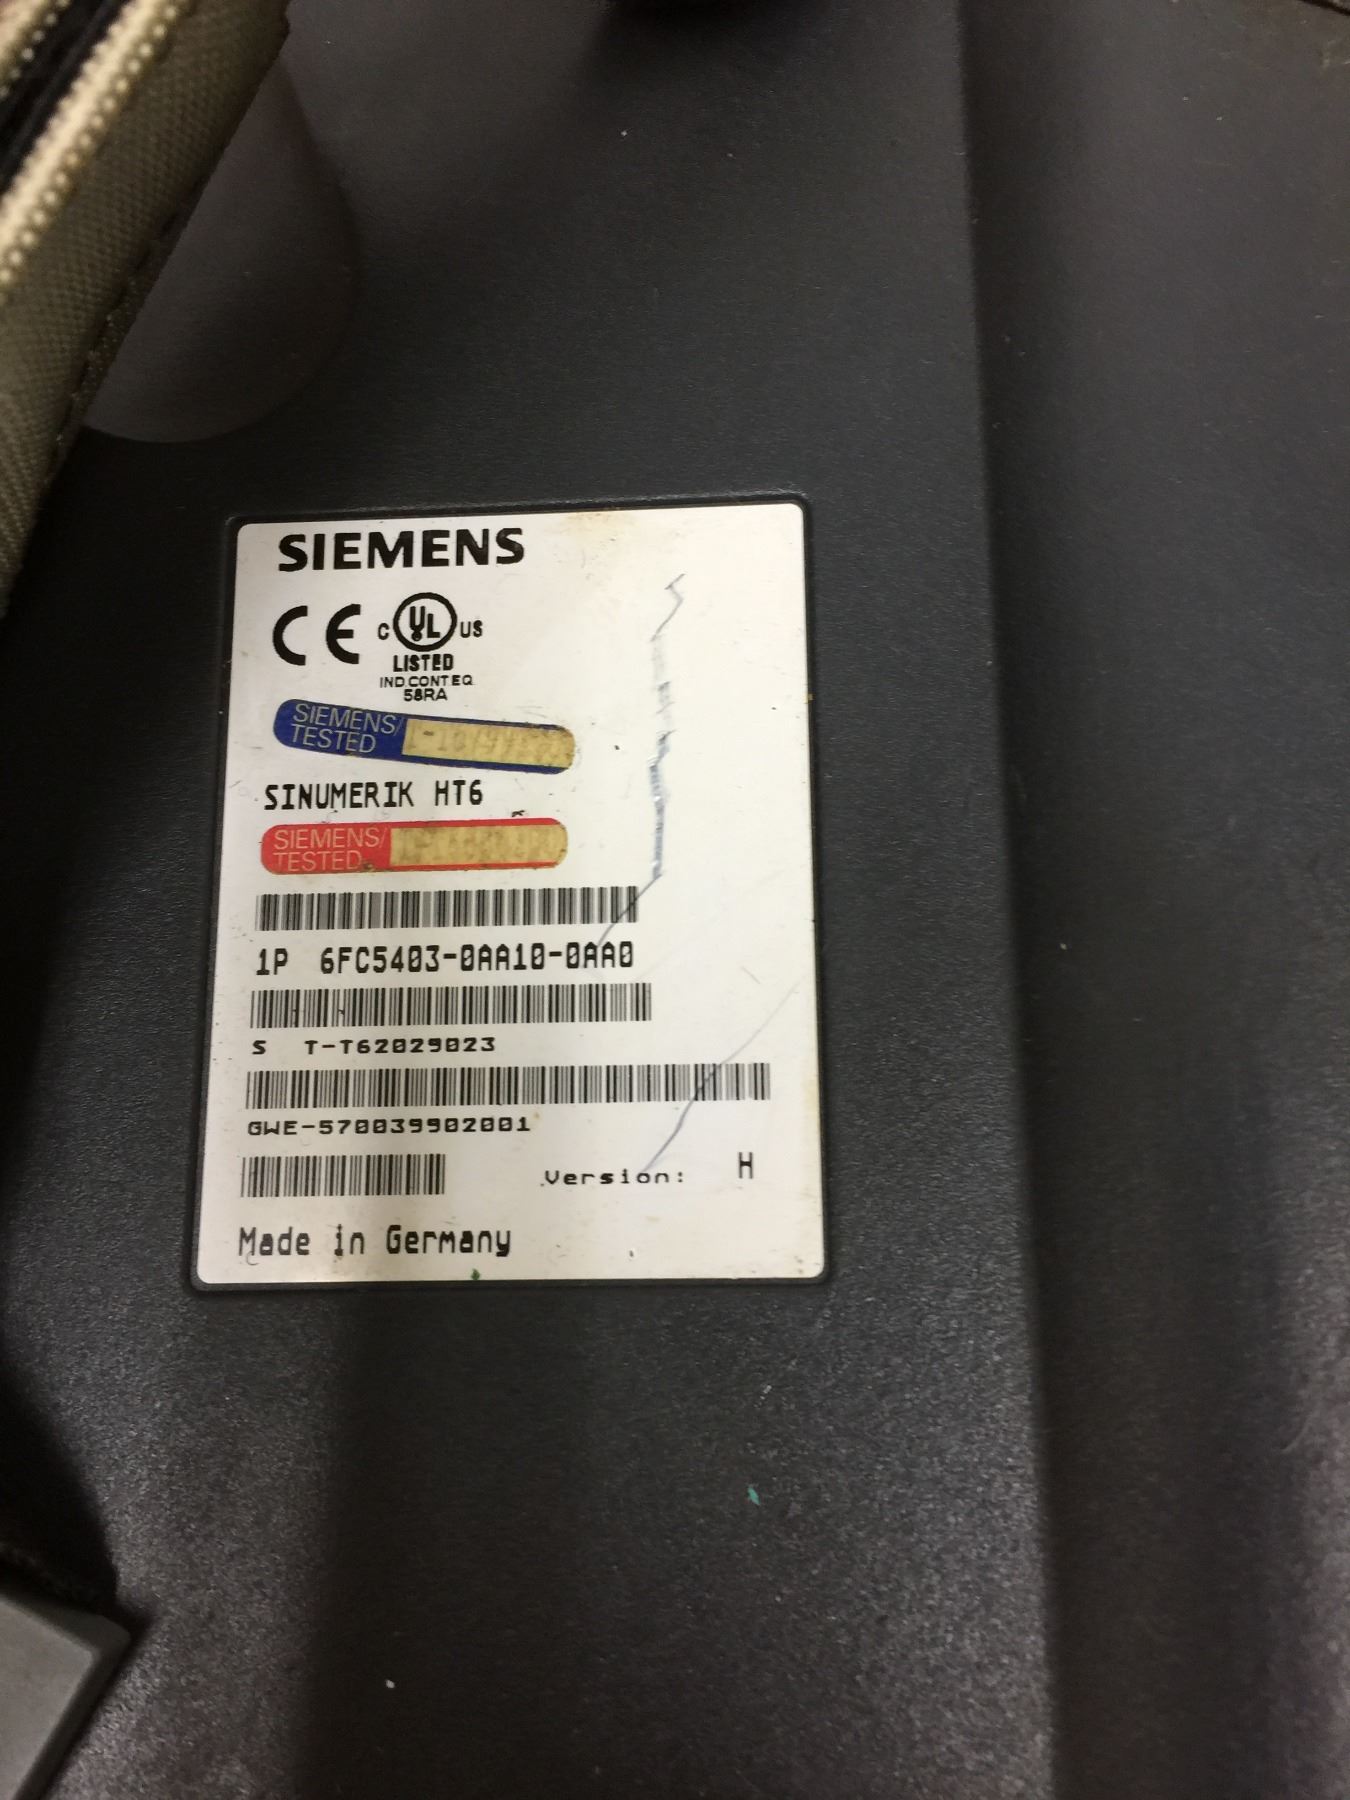 SIEMENS
CE C UL US
LISTED
IND.CONT.EQ
58RA
SIEMENS/
TESTED
SINUMERIK HT6
SIEMENS/
TESTED
1P 6FC5403-0AA10-0AA0
S T-T62029023
GWE-570039902001
Version: H
Made in Germany